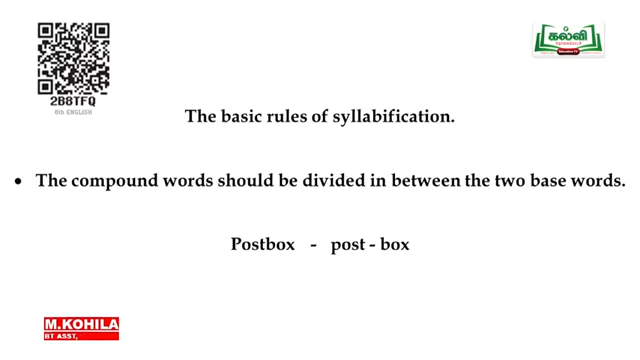 2B8TFQ
6th ENGLISH
கல்வி
The basic rules of syllabification.
• The compound words should be divided in between the two base words.
Postbox - post - box
M.KOHILA
BT ASST,